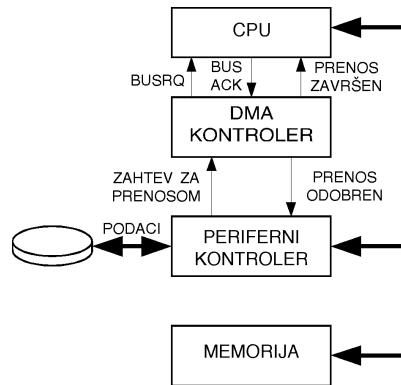 CPU
BUSRQ
BUS
ACK
PRENOS
ZAVRŠEN
DMA
KONTROLER
ZAHTEV ZA
PRENOSOM
PRENOS
ODOBREN
PODACI
PERIFERNI
KONTROLER
MEMORIJA